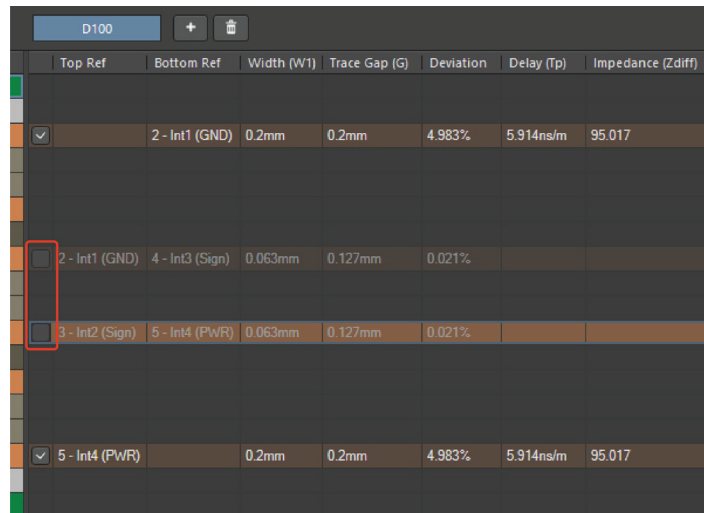 D100 +
Top Ref Bottom Ref Width (W1) Trace Gap (G) Deviation Delay (Tp) Impedance (Zdiff)
2 - Int1 (GND) 0.2mm 0.2mm 4.983% 5.914ns/m 95.017
2 - Int1 (GND) 4 - Int3 (Sign) 0.063mm 0.127mm 0.021%
3 - Int2 (Sign) 5 - Int4 (PWR) 0.063mm 0.127mm 0.021%
5 - Int4 (PWR) 0.2mm 0.2mm 4.983% 5.914ns/m 95.017